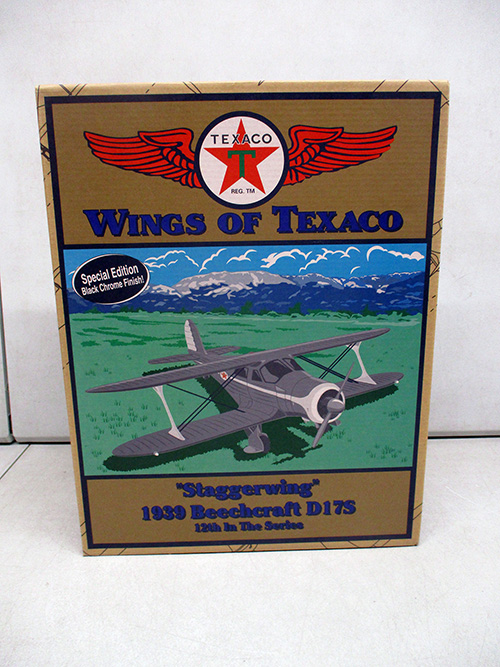 TEXACO
T
REG. TM
WINGS OF TEXACO
Special Edition
Black Chrome Finish!
"Staggerwing"
1939 Beechcraft D17S
12th In The Series